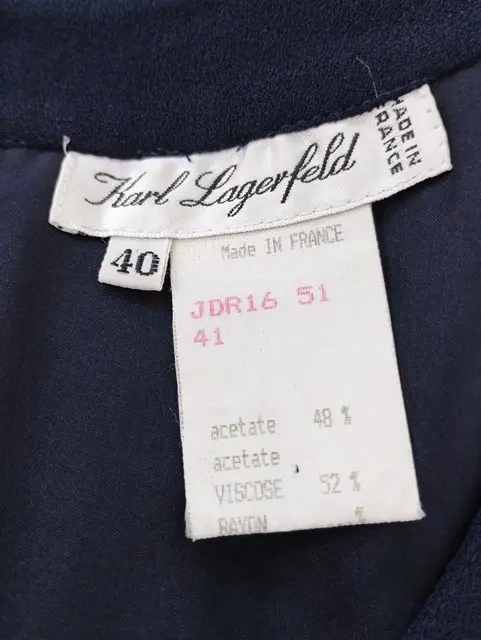 Karl Lagerfeld
MADE IN
FRANCE
40
Made IN FRANCE
JDR16 51
41
acetate 48 %
acetate
VISCOSE 52 %
RAYON %